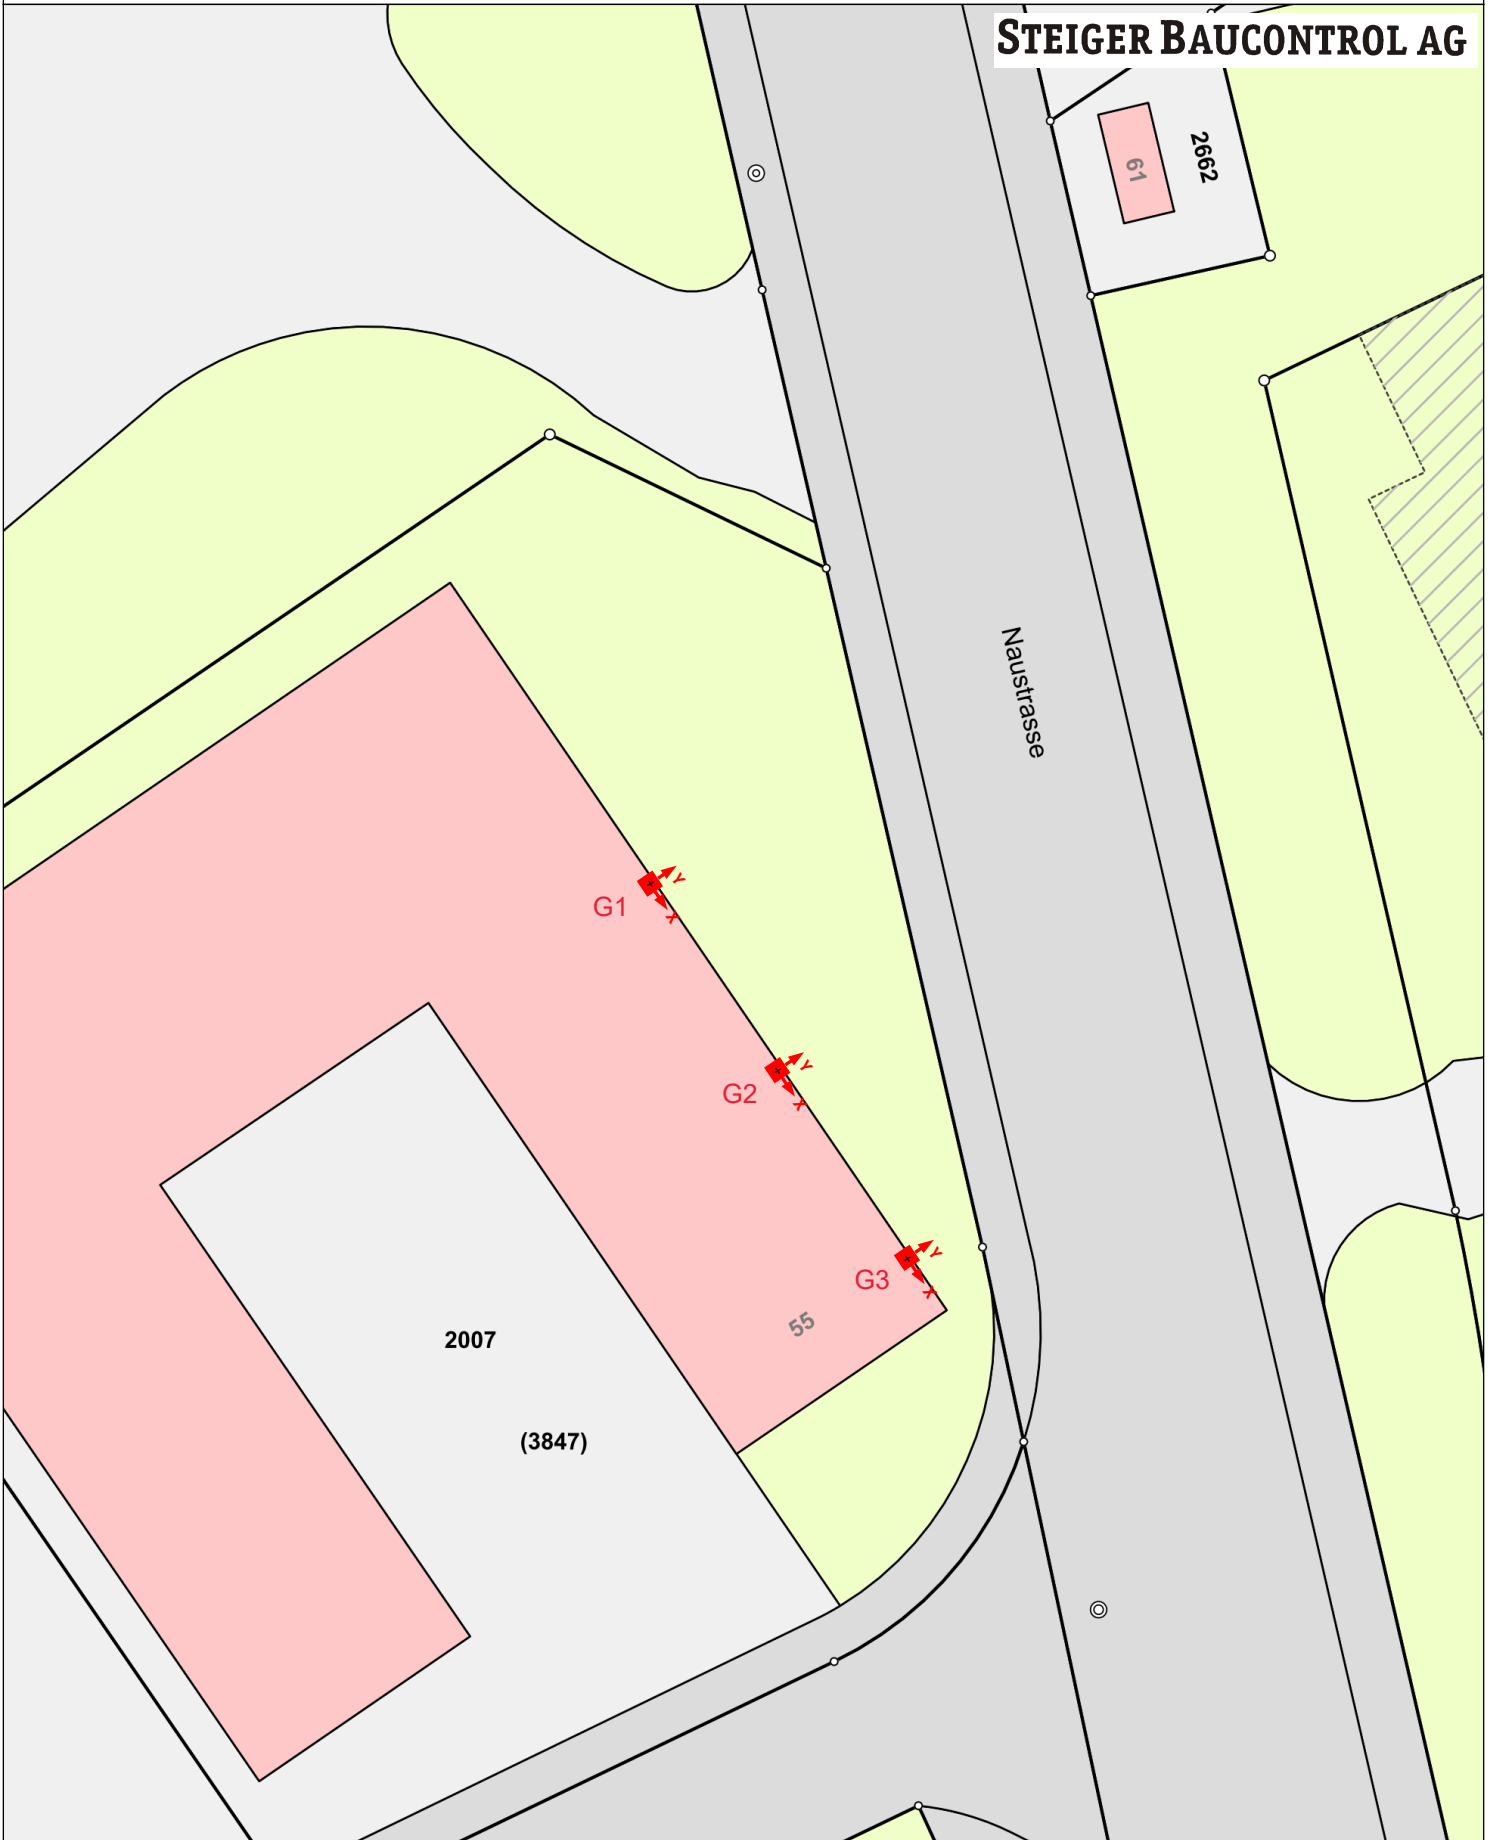 STEIGER BAUCONTROL AG
2662
61
Naustrasse
Y
G1
X
Y
G2
X
Y
G3
X
55
2007
(3847)